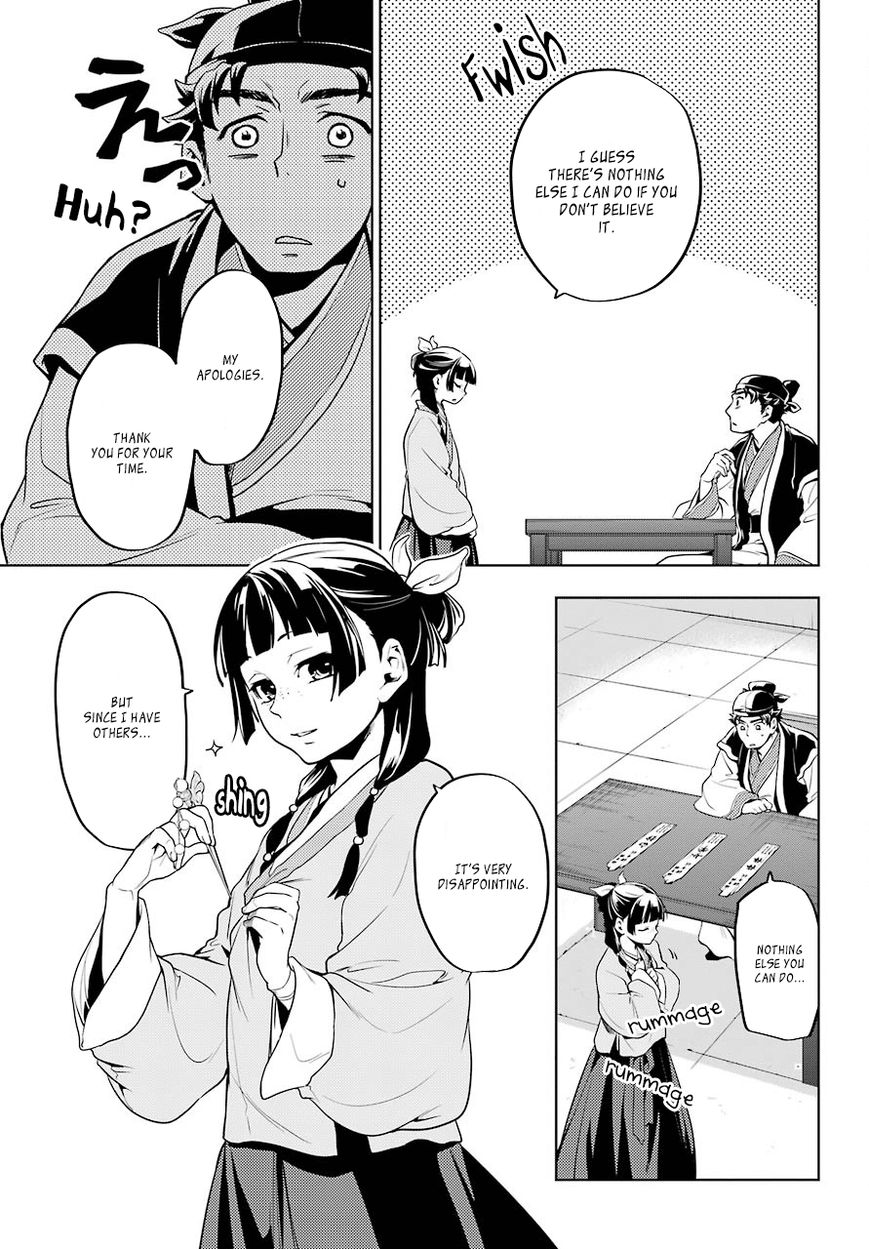 Fwish
I GUESS
THERE'S NOTHING
ELSE I CAN DO IF YOU
DON'T BELIEVE
IT.
えっ
Huh?
MY
APOLOGIES.
THANK
YOU FOR YOUR
TIME.
NOTHING
ELSE YOU
CAN DO...
rummage
rummage
IT'S VERY
DISAPPOINTING.
BUT
SINCE I HAVE
OTHERS...
shing